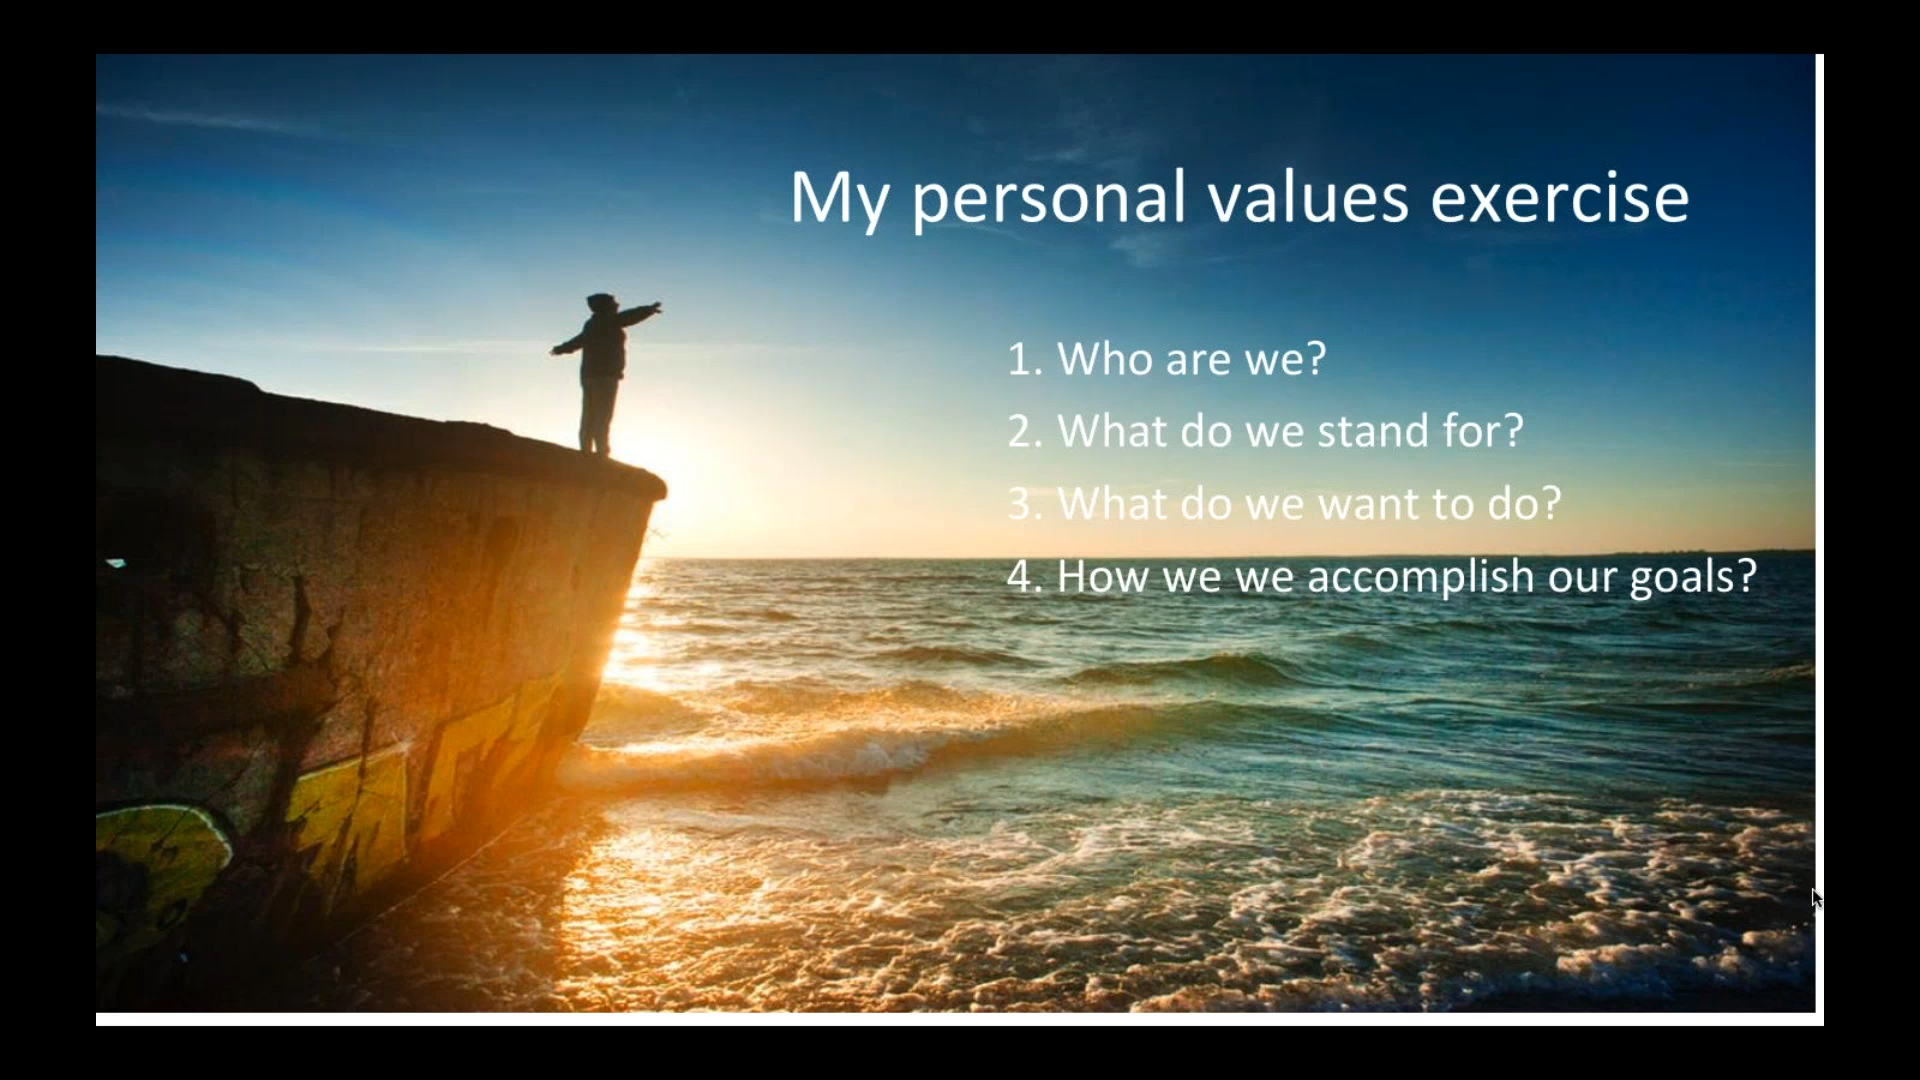 My personal values exercise
1. Who are we?
2. What do we stand for?
3. What do we want to do?
4. How we we accomplish our goals?